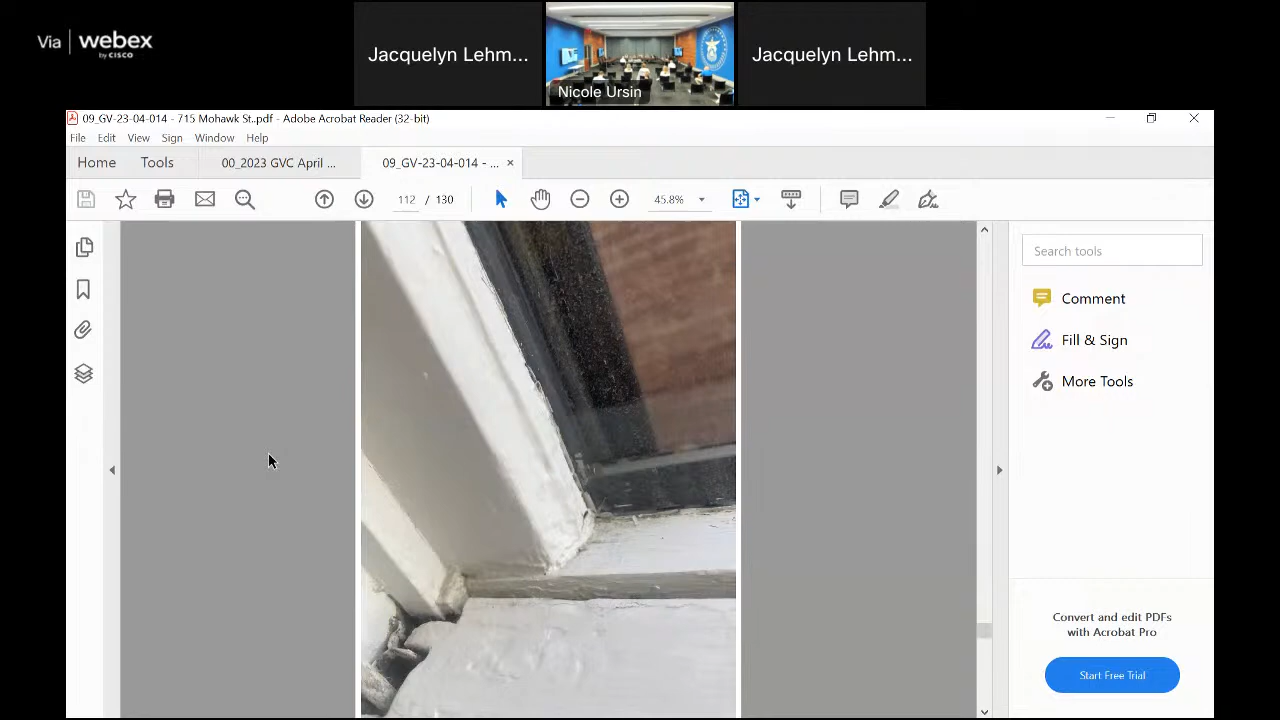 Via webex
by CISCO
Jacquelyn Lehm...
Nicole Ursin
Jacquelyn Lehm...
09_GV-23-04-014 - 715 Mohawk St..pdf - Adobe Acrobat Reader (32-bit)
File Edit View Sign Window Help
Home Tools 00_2023 GVC April ... 09_GV-23-04-014 - ... ×
112 / 130 45.8%
Search tools
Comment
Fill & Sign
More Tools
Convert and edit PDFs
with Acrobat Pro
Start Free Trial